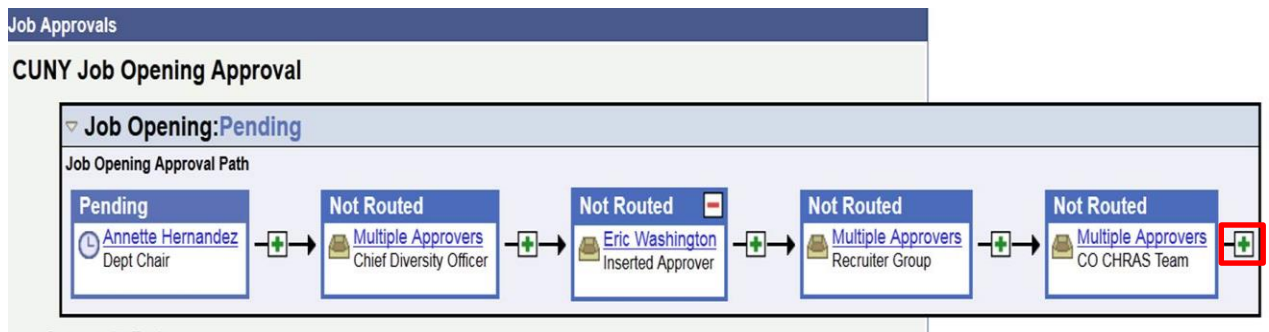 Job Approvals
CUNY Job Opening Approval
Job Opening:Pending
Job Opening Approval Path
Pending
Annette Hernandez
Dept Chair
Not Routed
Multiple Approvers
Chief Diversity Officer
Not Routed
Eric Washington
Inserted Approver
Not Routed
Multiple Approvers
Recruiter Group
Not Routed
Multiple Approvers
CO CHRAS Team